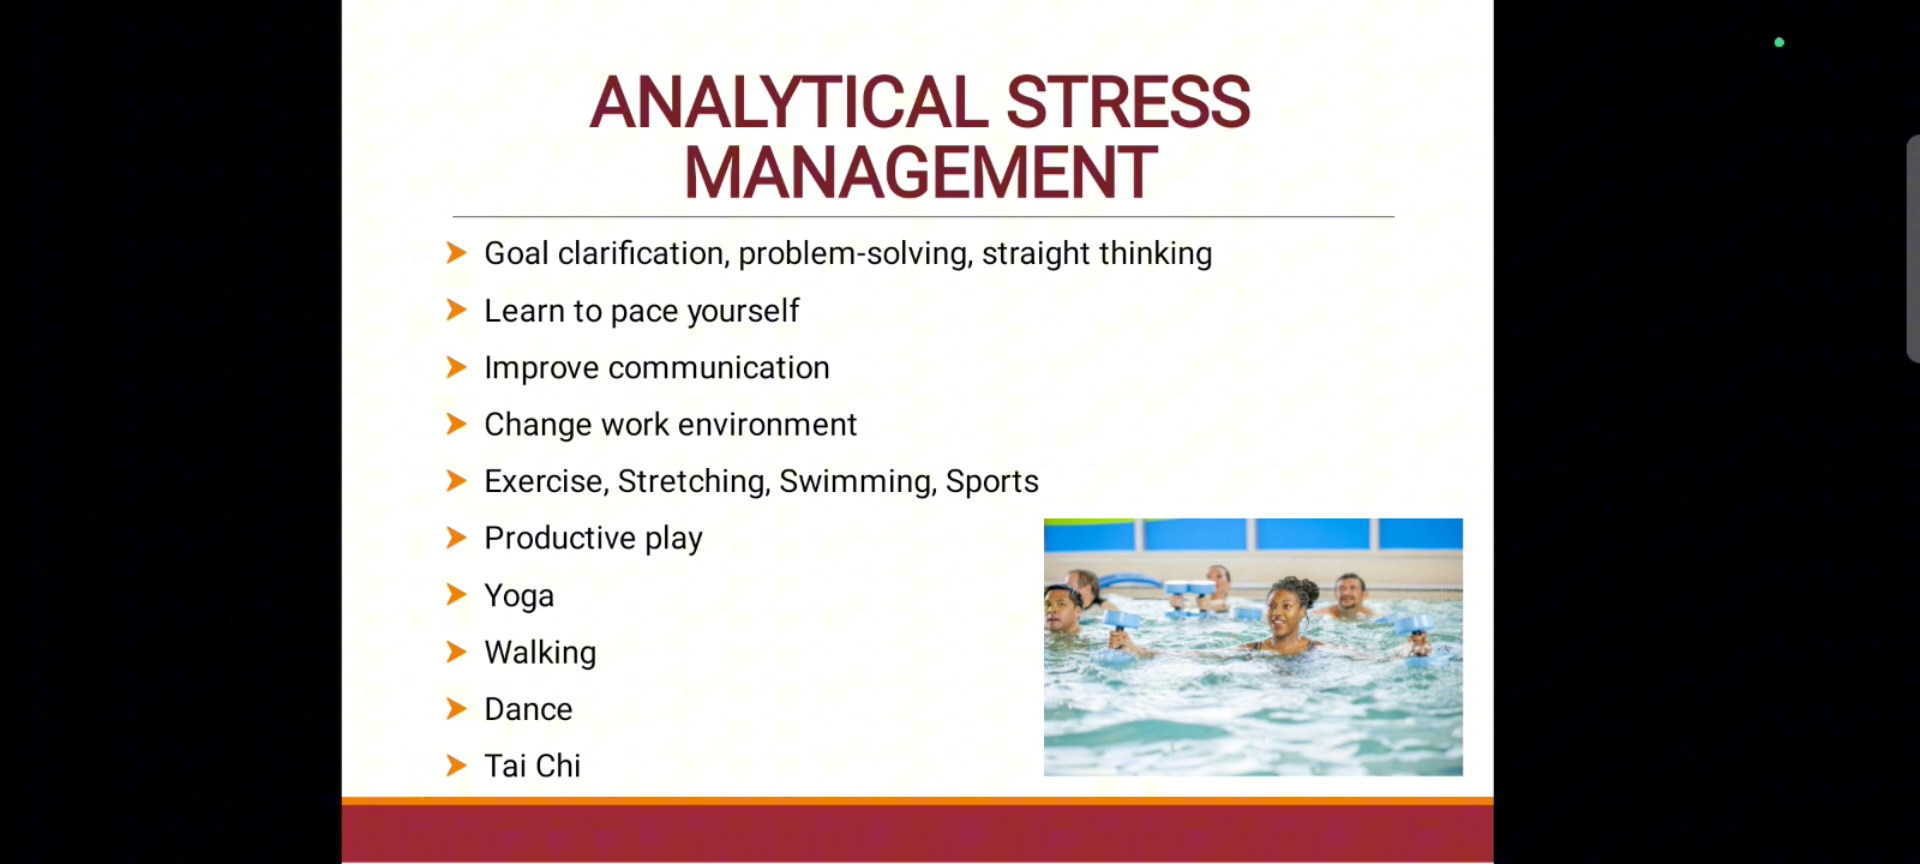 ANALYTICAL STRESS
MANAGEMENT
Goal clarification, problem-solving, straight thinking
Learn to pace yourself
Improve communication
Change work environment
Exercise, Stretching, Swimming, Sports
Productive play
Yoga
Walking
Dance
Tai Chi